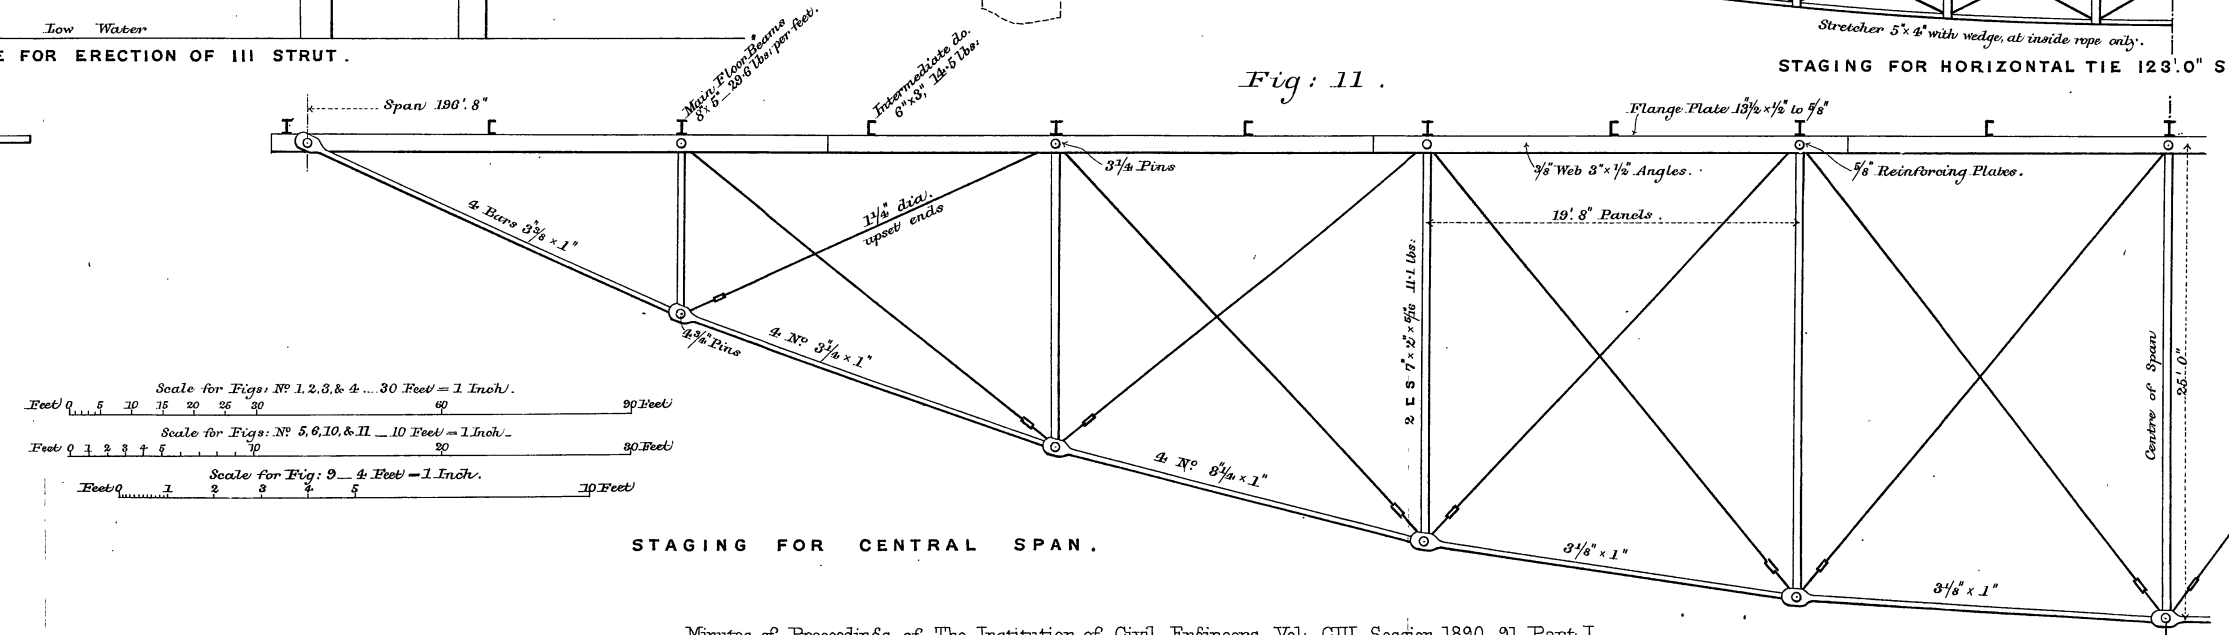 Low Water
E FOR ERECTION OF III STRUT.
Main Floor Beams
8" × 5" — 29·6 lbs; per feet.
Intermediate do.
6" × 3", 14·5 lbs:
Stretcher 5" × 4" with wedge, at inside rope only.
STAGING FOR HORIZONTAL TIE 123'.0" S
Fig: 11.
Span 196'. 8"
Flange Plate 13½ × ½" to ⅝"
3¼ Pins
⅜" Web 3" × ½" Angles.
⅝" Reinforcing Plates.
4 Bars 3⅜" × 1"
1¼" dia.
upset ends
19'. 8" Panels.
2 [ S 7" × 2" × 5/16 11·1 lbs:
4¾" Pins
4 No. 3¼" × 1"
Centre of Span
25'. 0"
Scale for Figs: No. 1, 2, 3, & 4 .... 30 Feet = 1 Inch.
Feet 0 5 10 15 20 25 30 60 90 Feet
Scale for Figs: No. 5, 6, 10, & 11 __ 10 Feet = 1 Inch_
Feet 0 1 2 3 4 5 10 20 30 Feet
Scale for Fig: 9 __ 4 Feet = 1 Inch.
Feet 0 1 2 3 4 5 10 Feet
4 No. 3¼" × 1"
STAGING FOR CENTRAL SPAN.
3⅛" × 1"
3⅛" × 1"
Minutes of Proceedings of The Institution of Civil Engineers. Vol: CIII. Session 1890-91. Part I.